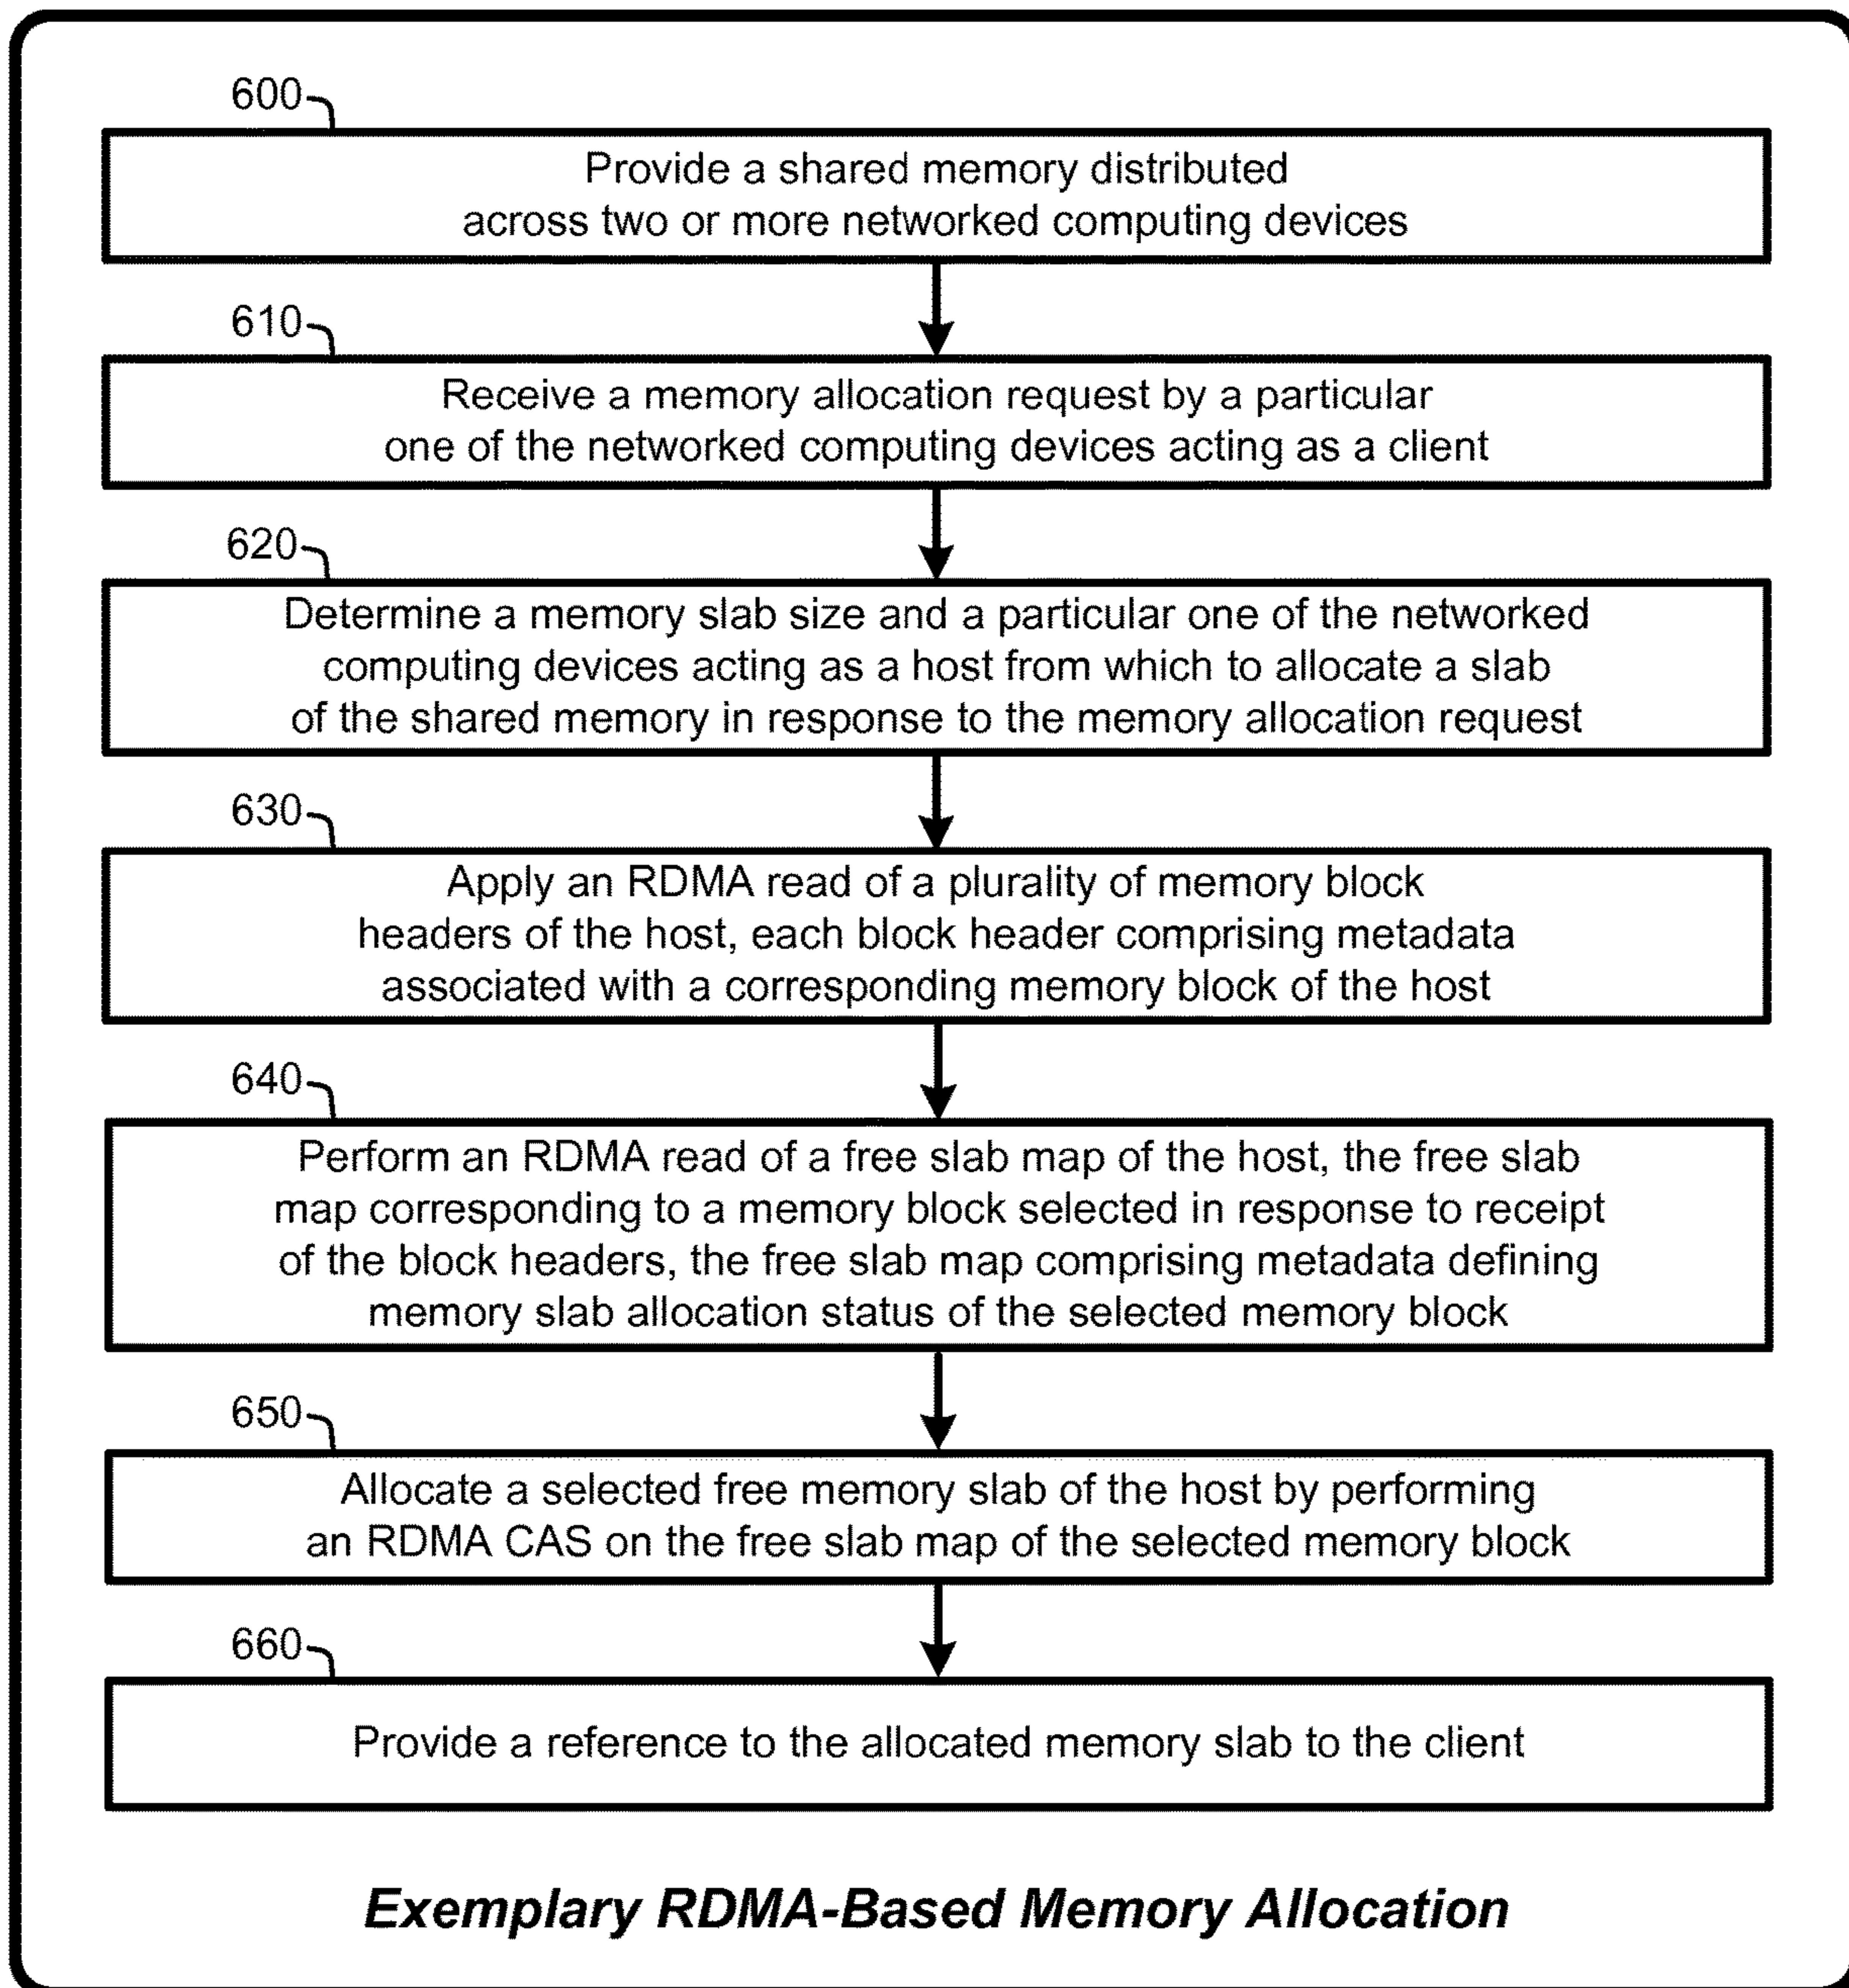 600
Provide a shared memory distributed
across two or more networked computing devices
610
Receive a memory allocation request by a particular
one of the networked computing devices acting as a client
620
Determine a memory slab size and a particular one of the networked
computing devices acting as a host from which to allocate a slab
of the shared memory in response to the memory allocation request
630
Apply an RDMA read of a plurality of memory block
headers of the host, each block header comprising metadata
associated with a corresponding memory block of the host
640
Perform an RDMA read of a free slab map of the host, the free slab
map corresponding to a memory block selected in response to receipt
of the block headers, the free slab map comprising metadata defining
memory slab allocation status of the selected memory block
650
Allocate a selected free memory slab of the host by performing
an RDMA CAS on the free slab map of the selected memory block
660
Provide a reference to the allocated memory slab to the client
Exemplary RDMA-Based Memory Allocation